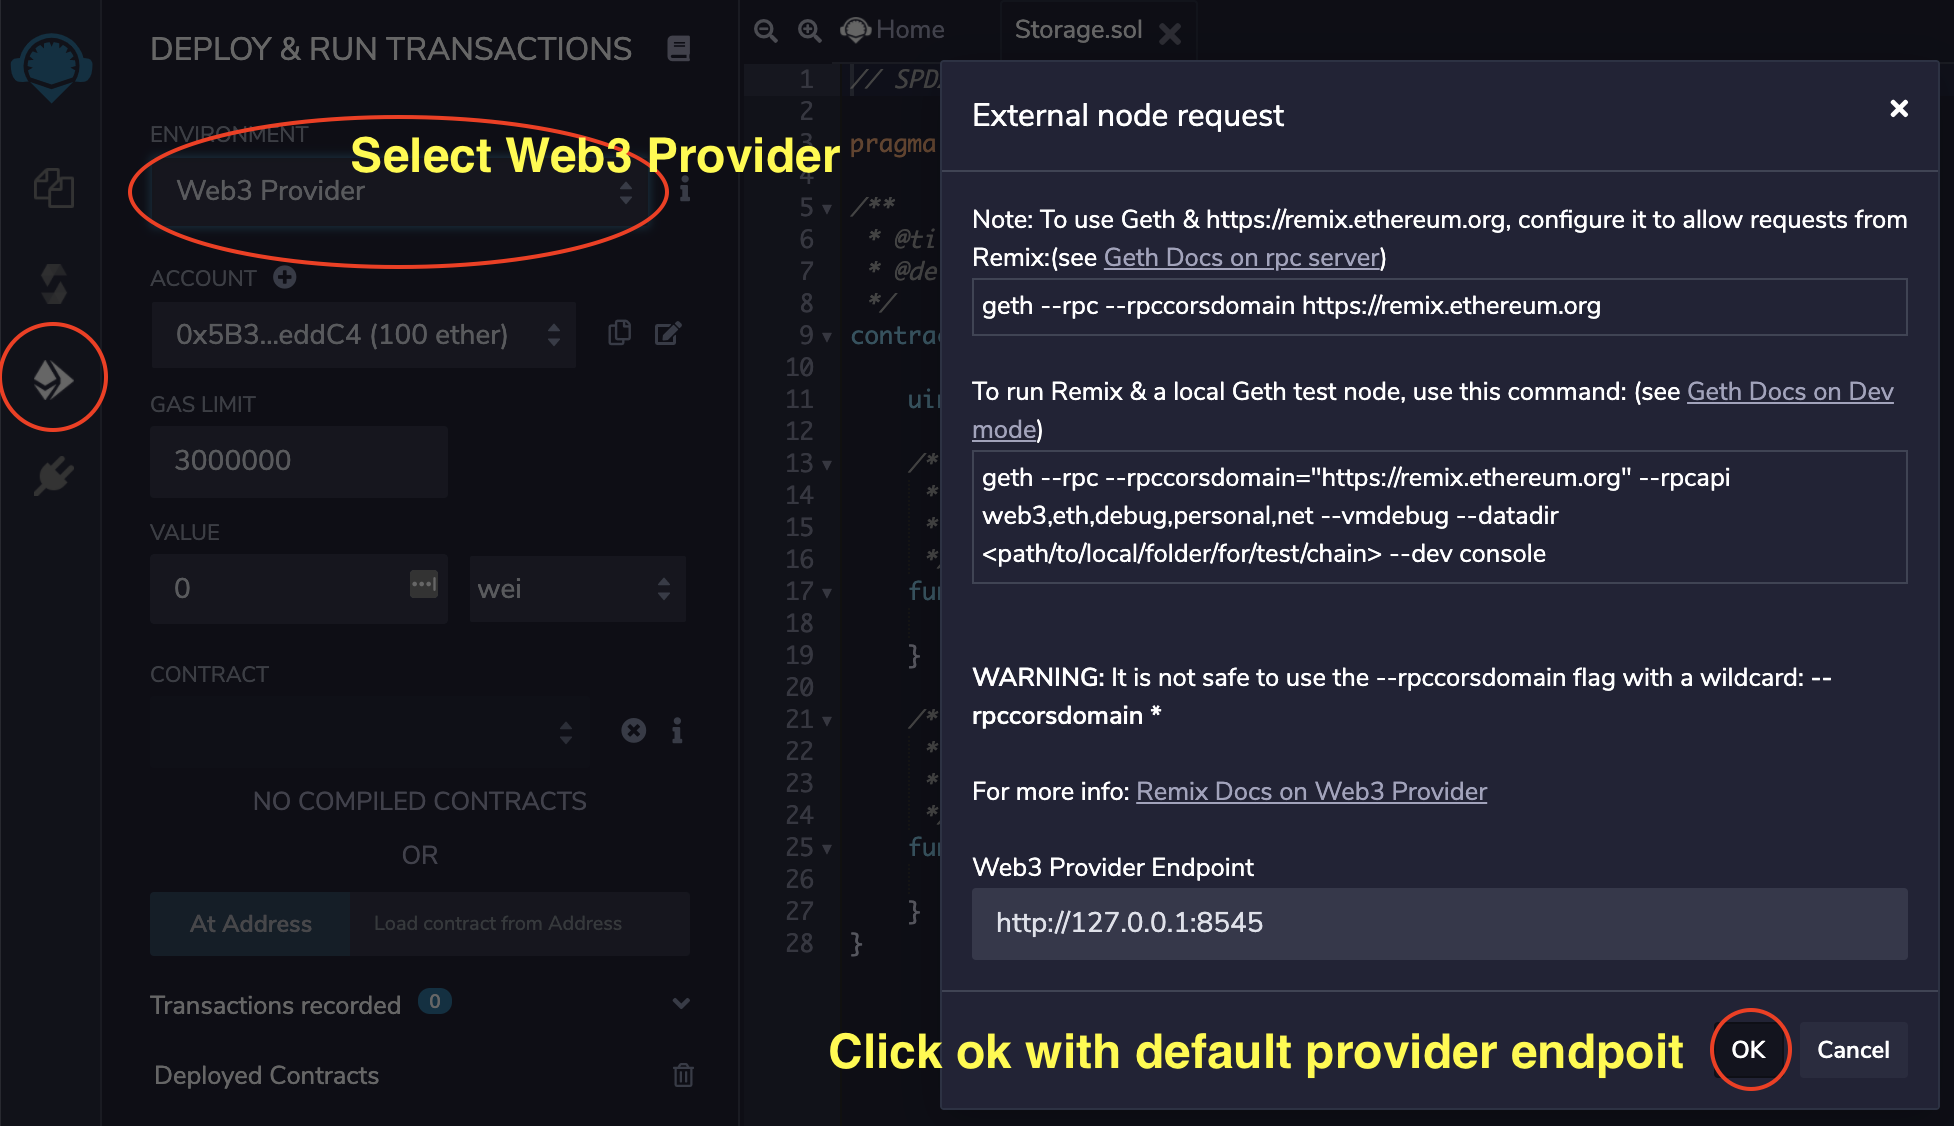 DEPLOY & RUN TRANSACTIONS
ENVIRONMENT
Select Web3 Provider
Web3 Provider
ACCOUNT
0x5B3...eddC4 (100 ether)
GAS LIMIT
3000000
VALUE
0
wei
CONTRACT
NO COMPILED CONTRACTS
OR
At Address
Load contract from Address
Transactions recorded 0
Deployed Contracts
Home
Storage.sol
1 // SPD
2
3 pragma
4
5 /**
6 * @ti
7 * @de
8 */
9 contra
10
11 uin
12
13 /*
14 *
15 *
16 *
17 fun
18
19 }
20
21 /*
22 *
23 *
24 *
25 fun
26
27 }
28 }
External node request
Note: To use Geth & https://remix.ethereum.org, configure it to allow requests from
Remix:(see Geth Docs on rpc server)
geth --rpc --rpccorsdomain https://remix.ethereum.org
To run Remix & a local Geth test node, use this command: (see Geth Docs on Dev
mode)
geth --rpc --rpccorsdomain="https://remix.ethereum.org" --rpcapi
web3,eth,debug,personal,net --vmdebug --datadir
<path/to/local/folder/for/test/chain> --dev console
WARNING: It is not safe to use the --rpccorsdomain flag with a wildcard: --
rpccorsdomain *
For more info: Remix Docs on Web3 Provider
Web3 Provider Endpoint
http://127.0.0.1:8545
Click ok with default provider endpoit
OK
Cancel